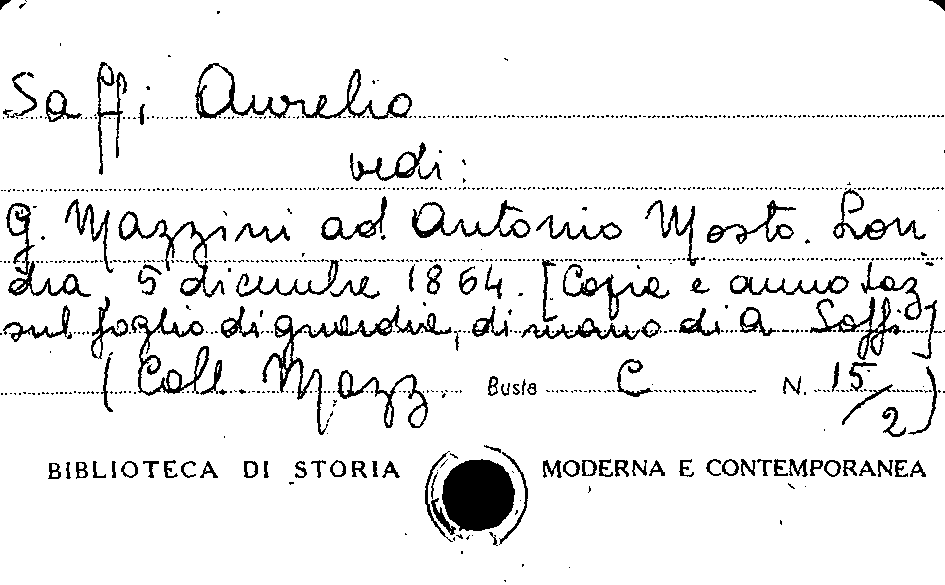 Saffi Aurelio
vedi:
G. Mazzini ad Antonio Mosto. Lon
dra, 5 dicembre 1864. [Copia e annotaz
sul foglio di guardia, di mano di A Saffi]
(Coll. Mazz. Busta C N. 15/2)
BIBLIOTECA DI STORIA MODERNA E CONTEMPORANEA